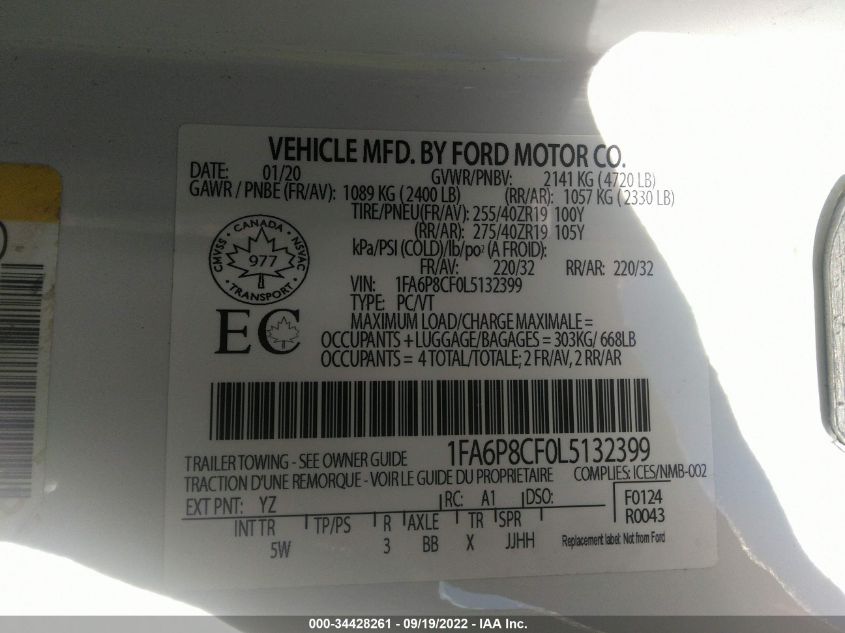 VEHICLE MFD. BY FORD MOTOR CO.
DATE: 01/20 GVWR/PNBV: 2141 KG (4720 LB)
GAWR / PNBE (FR/AV): 1089 KG (2400 LB) (RR/AR): 1057 KG (2330 LB)
TIRE/PNEU(FR/AV): 255/40ZR19 100Y
(RR/AR): 275/40ZR19 105Y
kPa/PSI (COLD)/lb/po² (A FROID):
FR/AV: 220/32 RR/AR: 220/32
VIN: 1FA6P8CF0L5132399
TYPE: PC/VT
CANADA
CMVSS 977 NSVAC
TRANSPORT
EC
MAXIMUM LOAD/CHARGE MAXIMALE =
OCCUPANTS + LUGGAGE/BAGAGES = 303KG/ 668LB
OCCUPANTS = 4 TOTAL/TOTALE; 2 FR/AV, 2 RR/AR
1FA6P8CF0L5132399
TRAILER TOWING - SEE OWNER GUIDE
TRACTION D'UNE REMORQUE - VOIR LE GUIDE DU PROPRIETAIRE COMPLIES: ICES/NMB-002
EXT PNT: YZ RC: A1 DSO: F0124
INT TR TP/PS R AXLE TR SPR R0043
5W 3 BB X JJHH Replacement label: Not from Ford
000-34428261 - 09/19/2022 - IAA Inc.